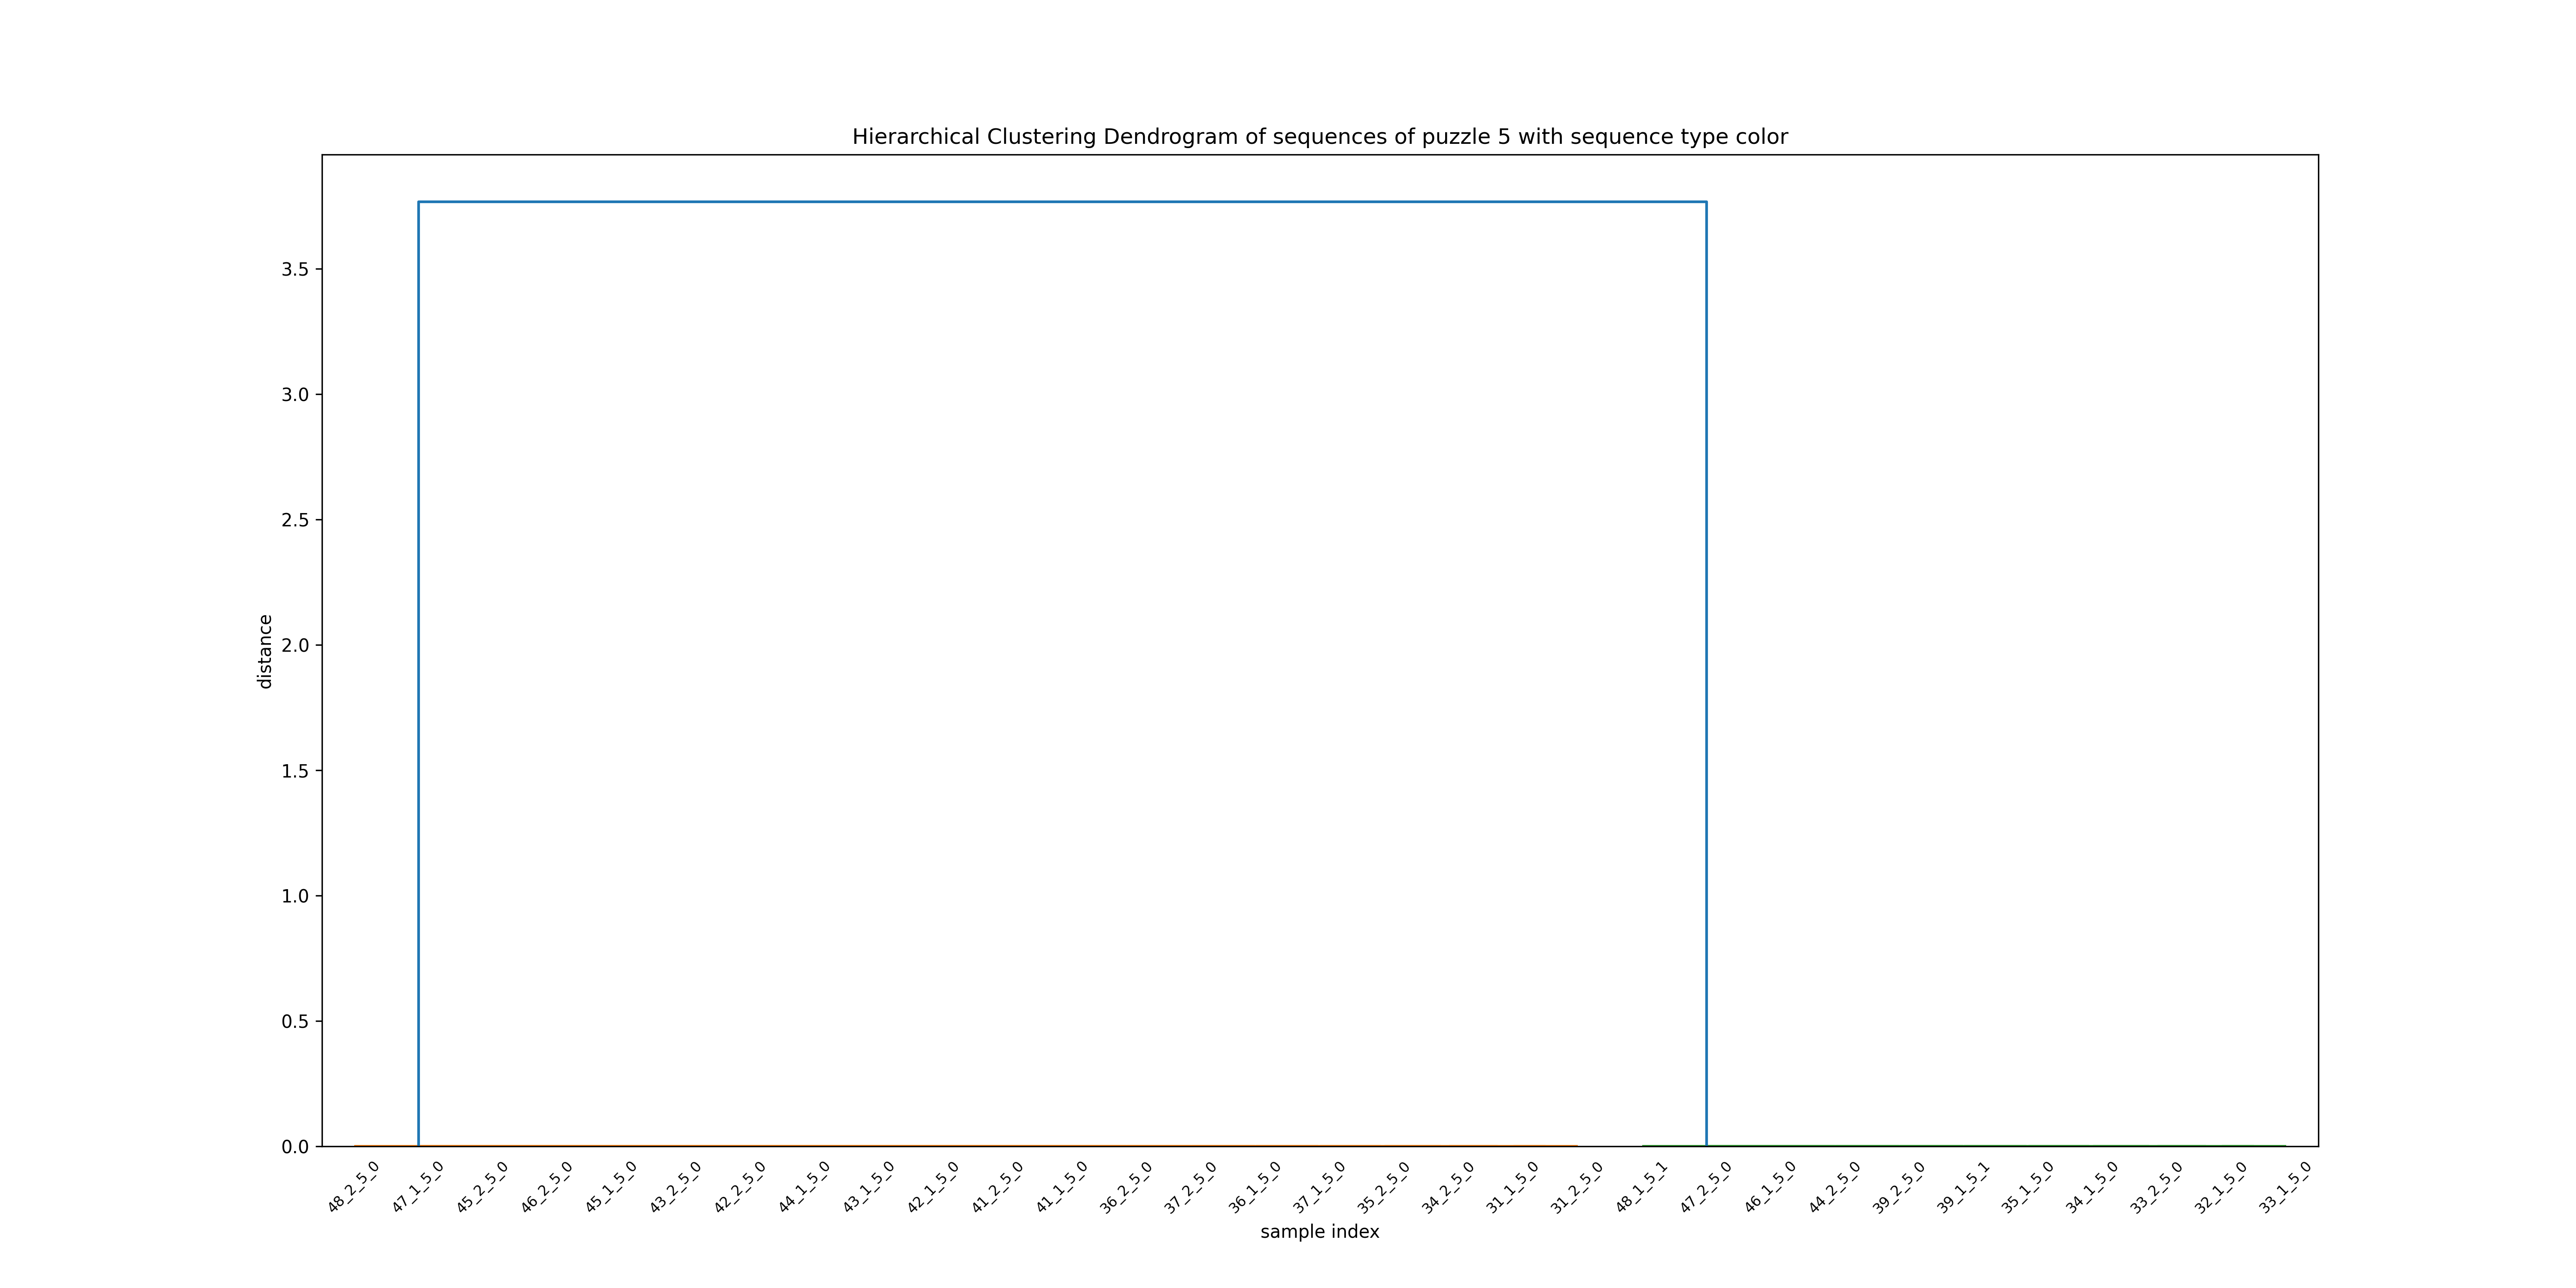 Hierarchical Clustering Dendrogram of sequences of puzzle 5 with sequence type color
3.5
3.0
2.5
2.0
1.5
1.0
0.5
0.0
distance
48_2_5_0 47_1_5_0 45_2_5_0 46_2_5_0 45_1_5_0 43_2_5_0 42_2_5_0 44_1_5_0 43_1_5_0 42_1_5_0 41_2_5_0 41_1_5_0 36_2_5_0 37_2_5_0 36_1_5_0 37_1_5_0 35_2_5_0 34_2_5_0 31_1_5_0 31_2_5_0 48_1_5_1 47_2_5_0 46_1_5_0 44_2_5_0 39_2_5_0 39_1_5_1 35_1_5_0 34_1_5_0 33_2_5_0 32_1_5_0 33_1_5_0
sample index